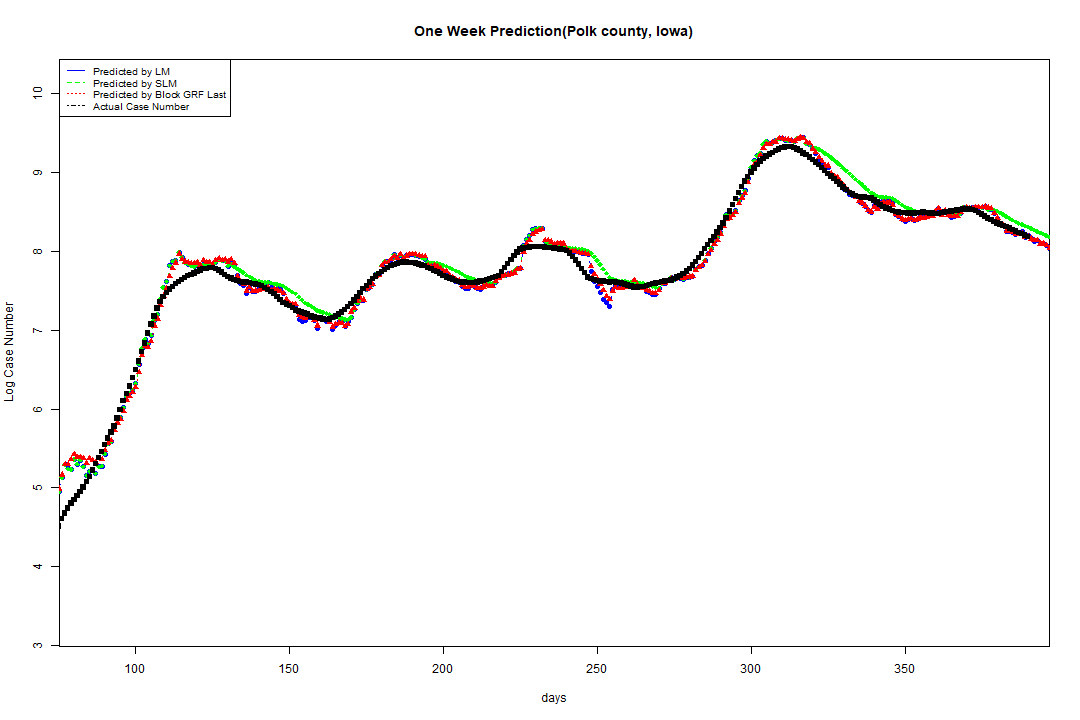 One Week Prediction(Polk county, Iowa)
Predicted by LM
Predicted by SLM
Predicted by Block GRF Last
Actual Case Number
10
9
8
7
6
5
4
3
Log Case Number
100 150 200 250 300 350
days